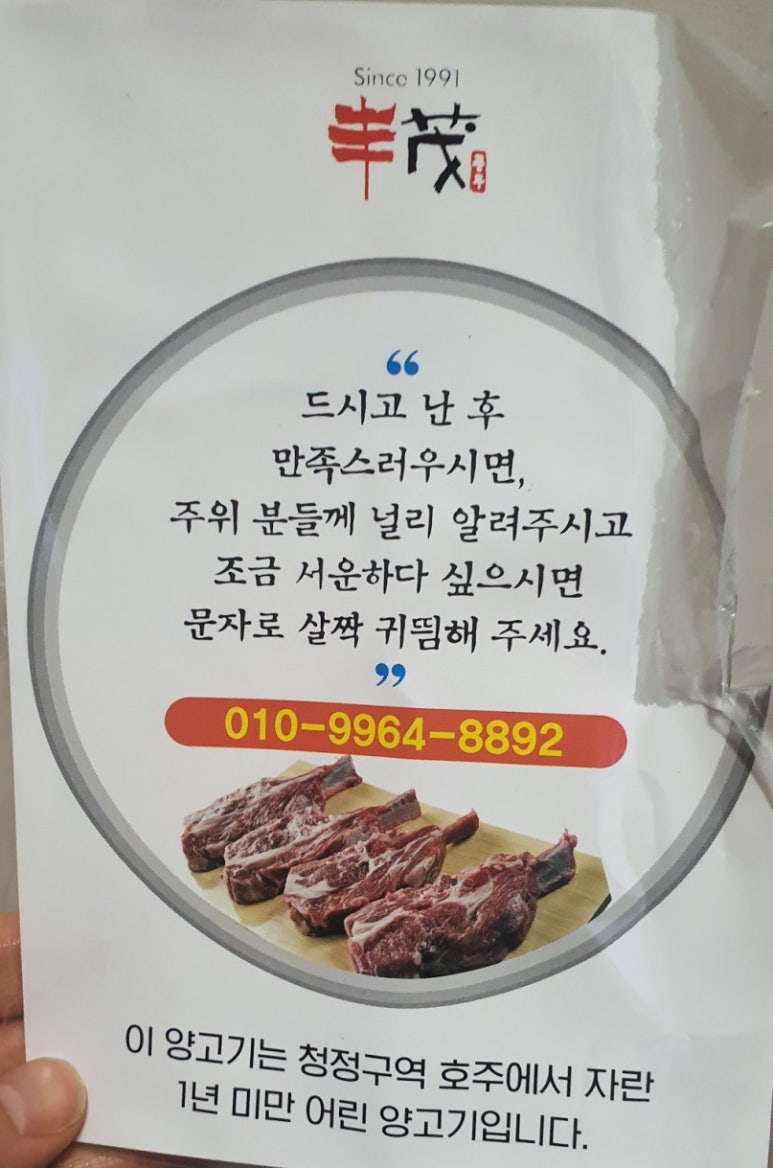 Since 1991
丰茂
풍무
“
드시고 난 후
만족스러우시면,
주위 분들께 널리 알려주시고
조금 서운하다 싶으시면
문자로 살짝 귀띔해 주세요.
”
010-9964-8892
이 양고기는 청정구역 호주에서 자란
1년 미만 어린 양고기입니다.